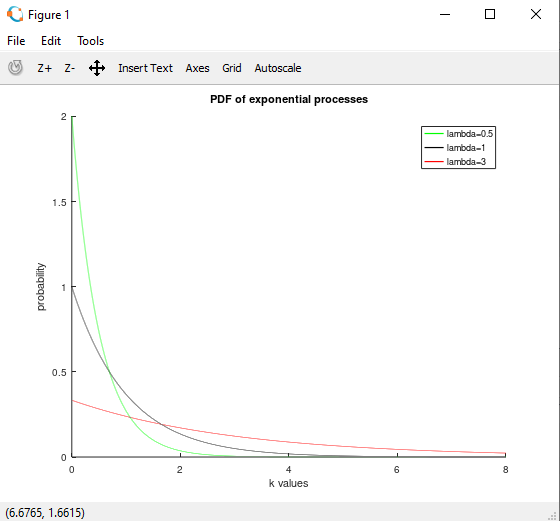 Figure 1
File Edit Tools
Z+ Z- Insert Text Axes Grid Autoscale
PDF of exponential processes
lambda=0.5
lambda=1
lambda=3
2
1.5
1
0.5
0
probability
0 2 4 6 8
k values
(6.6765, 1.6615)